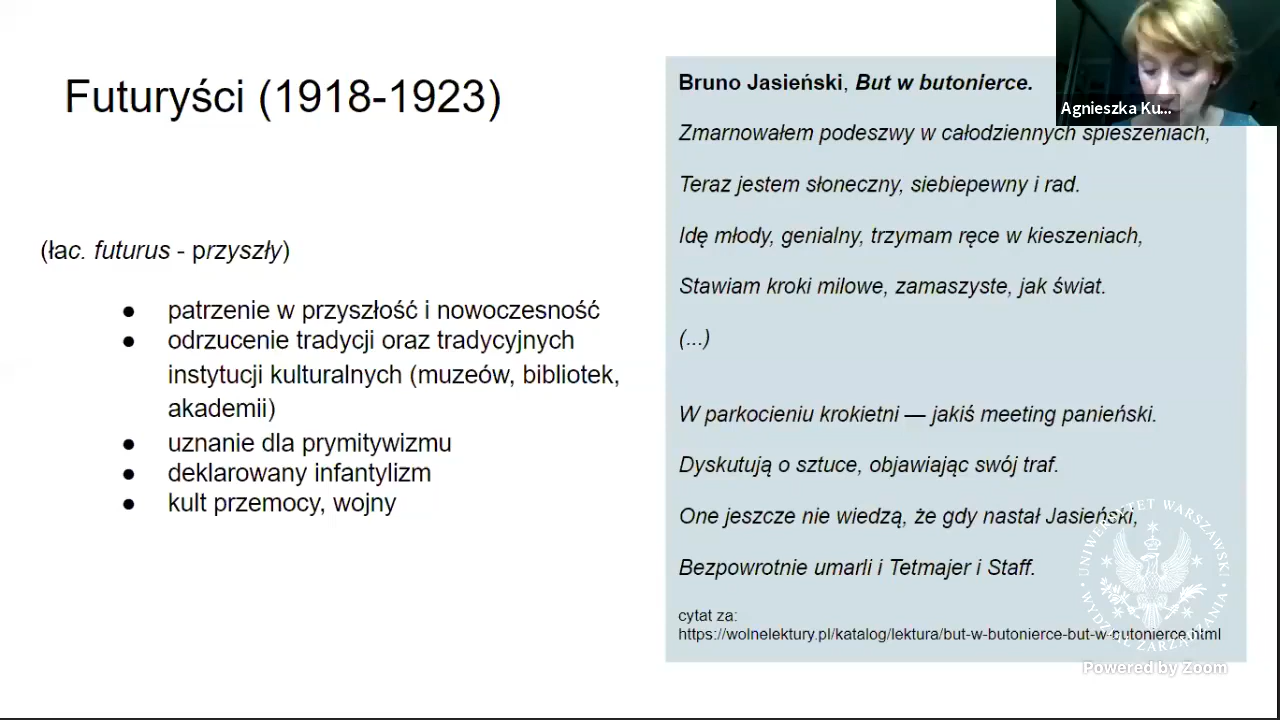 Futuryści (1918-1923)
(łac. futurus - przyszły)
● patrzenie w przyszłość i nowoczesność
● odrzucenie tradycji oraz tradycyjnych
instytucji kulturalnych (muzeów, bibliotek,
akademii)
● uznanie dla prymitywizmu
● deklarowany infantylizm
● kult przemocy, wojny
Bruno Jasieński, But w butonierce.
Zmarnowałem podeszwy w całodziennych spieszeniach,
Teraz jestem słoneczny, siebiepewny i rad.
Idę młody, genialny, trzymam ręce w kieszeniach,
Stawiam kroki milowe, zamaszyste, jak świat.
(...)
W parkocieniu krokietni — jakiś meeting panieński.
Dyskutują o sztuce, objawiając swój traf.
One jeszcze nie wiedzą, że gdy nastał Jasieński,
Bezpowrotnie umarli i Tetmajer i Staff.
cytat za:
https://wolnelektury.pl/katalog/lektura/but-w-butonierce-but-w-butonierce.html
Agnieszka Ku...
UNIWERSYTET WARSZAWSKI
WYDZIAŁ ZARZĄDZANIA
Powered by Zoom